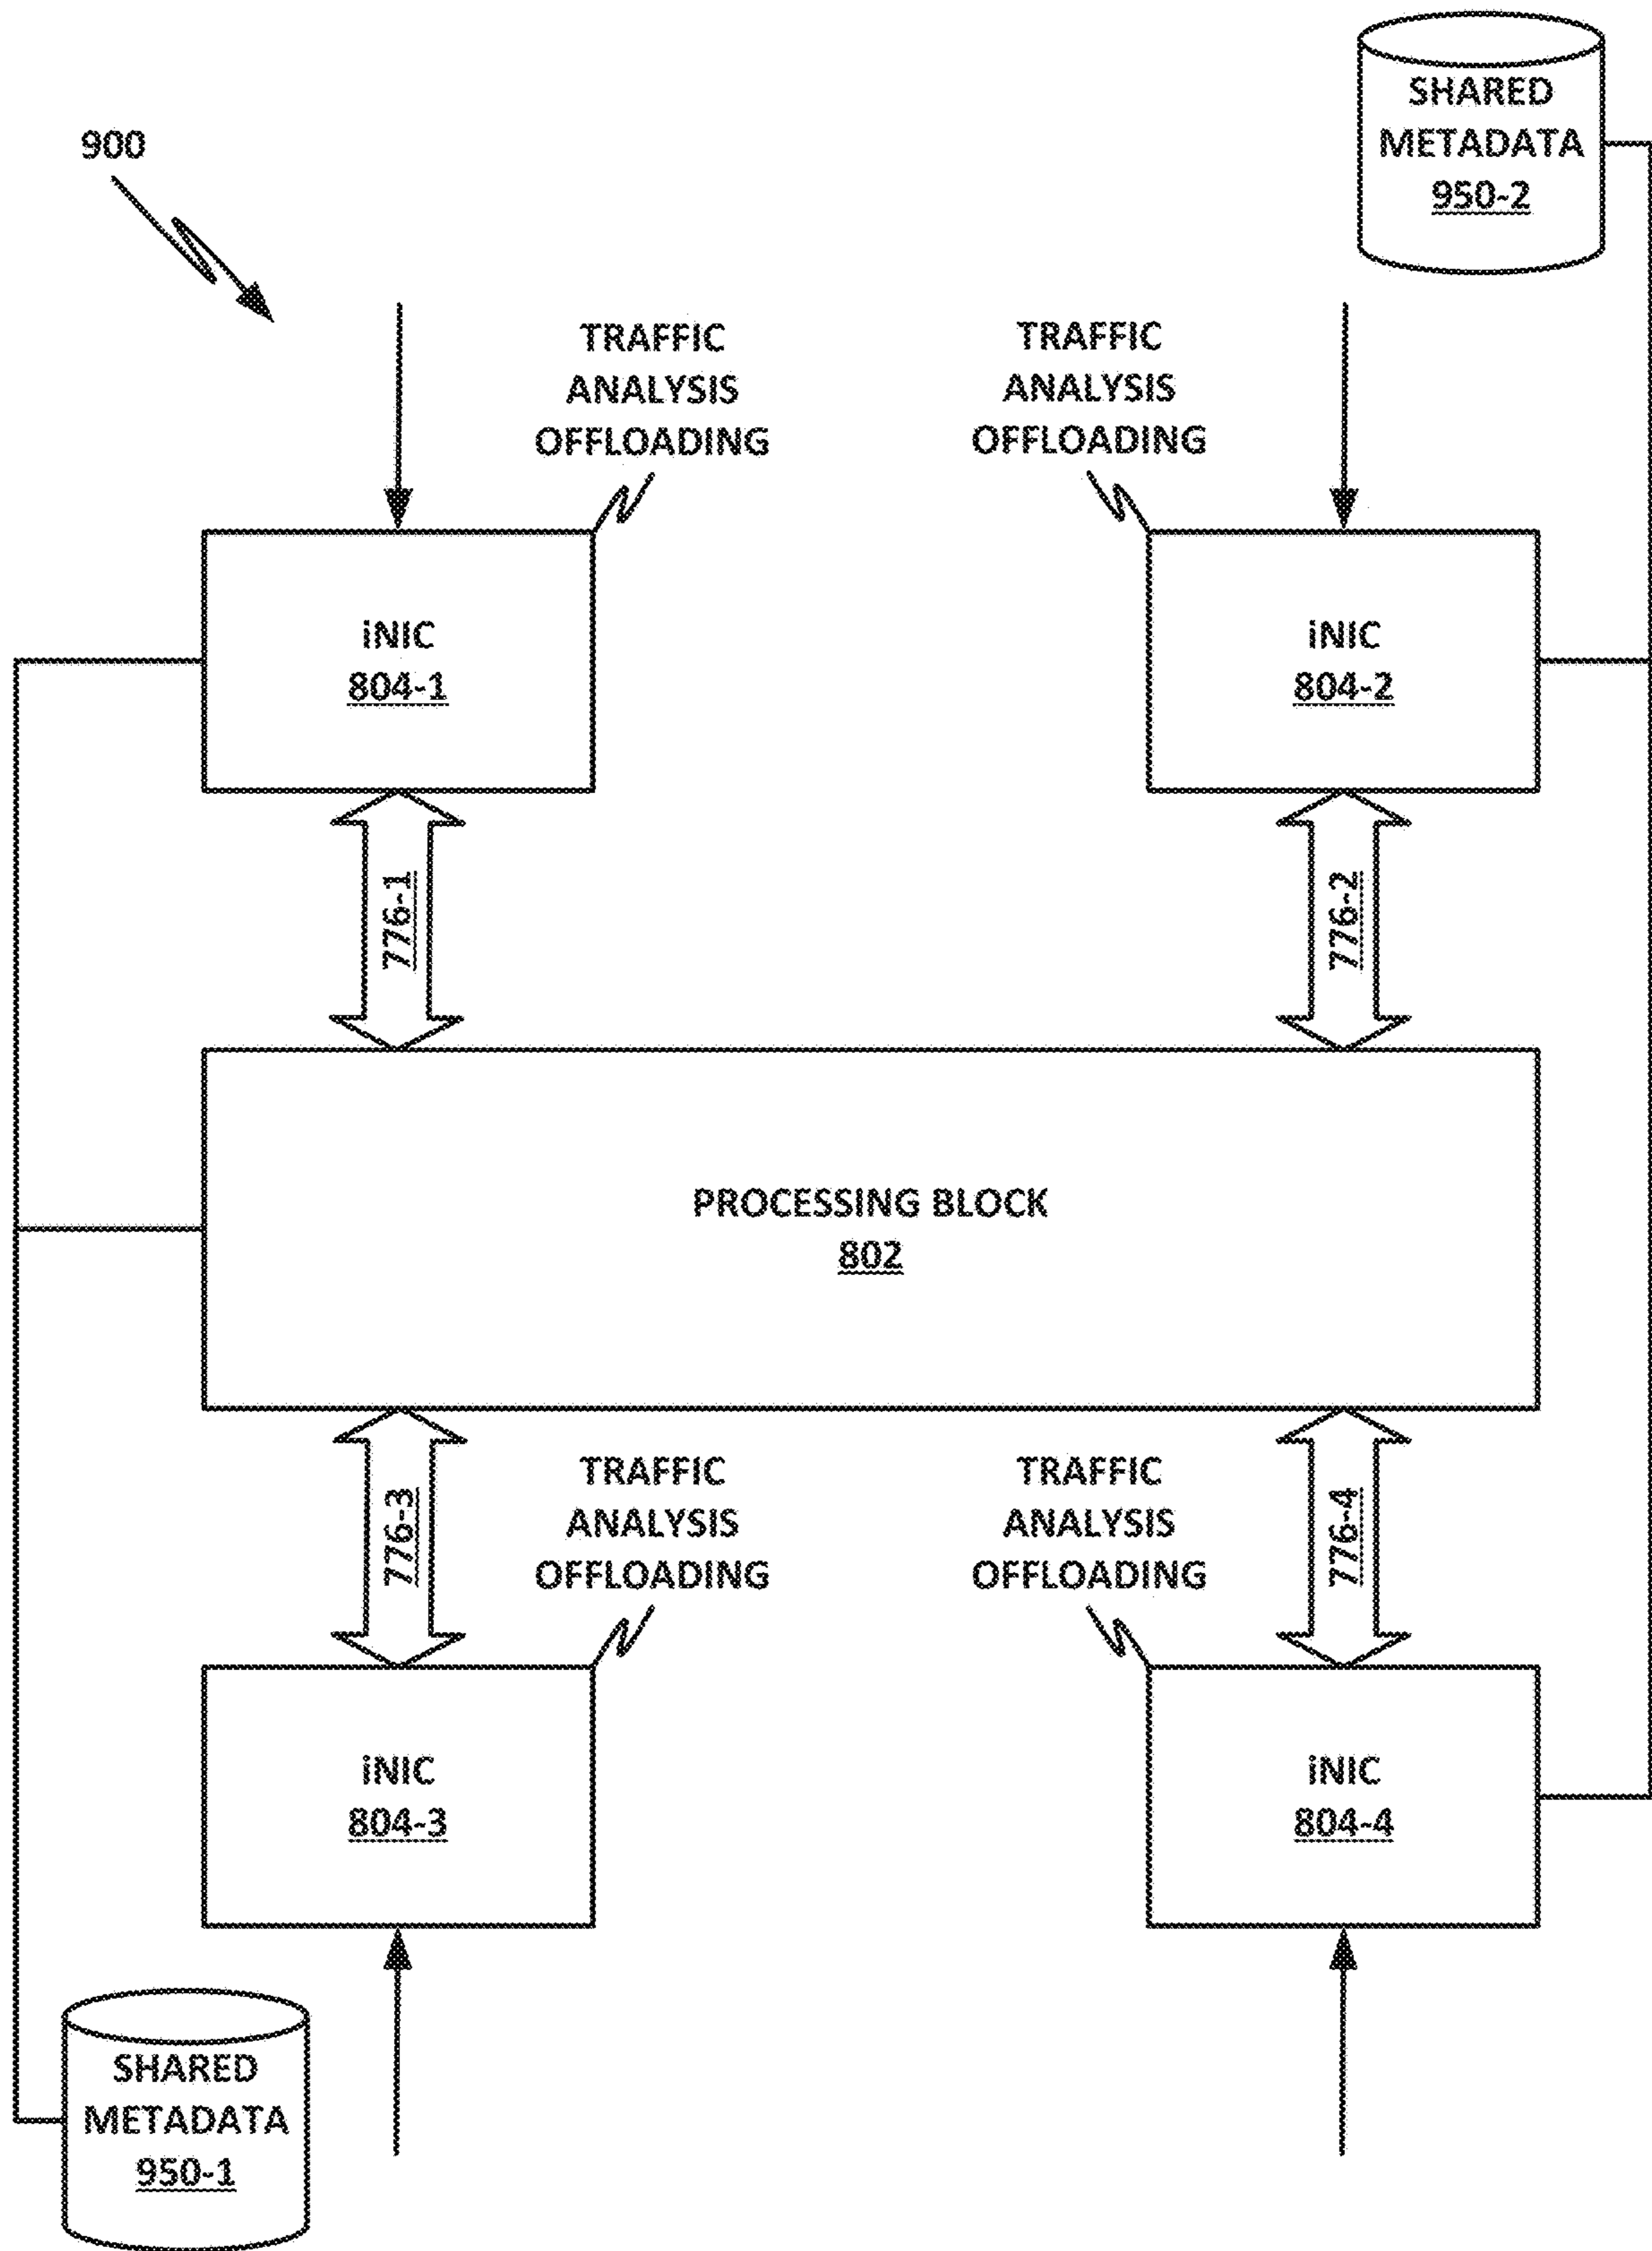 SHARED
METADATA
950-2
900
TRAFFIC
ANALYSIS
OFFLOADING
TRAFFIC
ANALYSIS
OFFLOADING
iNIC
804-1
iNIC
804-2
776-1
776-2
PROCESSING BLOCK
802
776-3
TRAFFIC
ANALYSIS
OFFLOADING
TRAFFIC
ANALYSIS
OFFLOADING
776-4
iNIC
804-3
iNIC
804-4
SHARED
METADATA
950-1